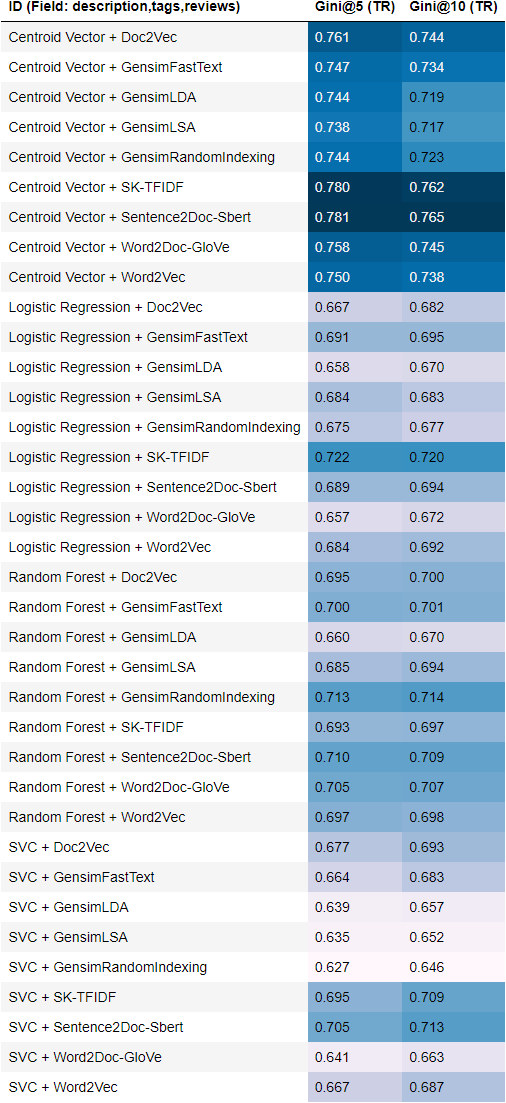 ID (Field: description,tags,reviews) Gini@5 (TR) Gini@10 (TR)
Centroid Vector + Doc2Vec 0.761 0.744
Centroid Vector + GensimFastText 0.747 0.734
Centroid Vector + GensimLDA 0.744 0.719
Centroid Vector + GensimLSA 0.738 0.717
Centroid Vector + GensimRandomIndexing 0.744 0.723
Centroid Vector + SK-TFIDF 0.780 0.762
Centroid Vector + Sentence2Doc-Sbert 0.781 0.765
Centroid Vector + Word2Doc-GloVe 0.758 0.745
Centroid Vector + Word2Vec 0.750 0.738
Logistic Regression + Doc2Vec 0.667 0.682
Logistic Regression + GensimFastText 0.691 0.695
Logistic Regression + GensimLDA 0.658 0.670
Logistic Regression + GensimLSA 0.684 0.683
Logistic Regression + GensimRandomIndexing 0.675 0.677
Logistic Regression + SK-TFIDF 0.722 0.720
Logistic Regression + Sentence2Doc-Sbert 0.689 0.694
Logistic Regression + Word2Doc-GloVe 0.657 0.672
Logistic Regression + Word2Vec 0.684 0.692
Random Forest + Doc2Vec 0.695 0.700
Random Forest + GensimFastText 0.700 0.701
Random Forest + GensimLDA 0.660 0.670
Random Forest + GensimLSA 0.685 0.694
Random Forest + GensimRandomIndexing 0.713 0.714
Random Forest + SK-TFIDF 0.693 0.697
Random Forest + Sentence2Doc-Sbert 0.710 0.709
Random Forest + Word2Doc-GloVe 0.705 0.707
Random Forest + Word2Vec 0.697 0.698
SVC + Doc2Vec 0.677 0.693
SVC + GensimFastText 0.664 0.683
SVC + GensimLDA 0.639 0.657
SVC + GensimLSA 0.635 0.652
SVC + GensimRandomIndexing 0.627 0.646
SVC + SK-TFIDF 0.695 0.709
SVC + Sentence2Doc-Sbert 0.705 0.713
SVC + Word2Doc-GloVe 0.641 0.663
SVC + Word2Vec 0.667 0.687